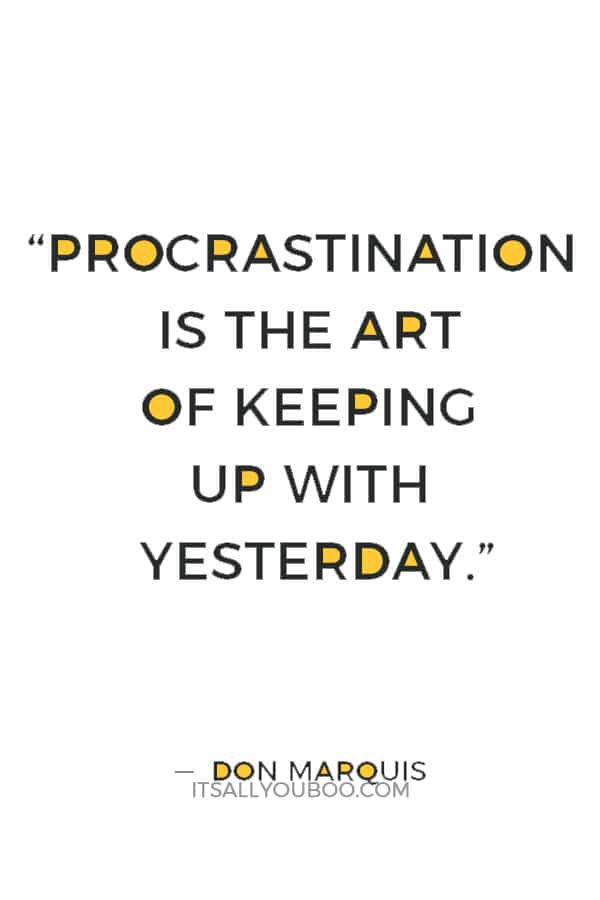 “PROCRASTINATION
IS THE ART
OF KEEPING
UP WITH
YESTERDAY.”
— DON MARQUIS
ITSALLYOUBOO.COM